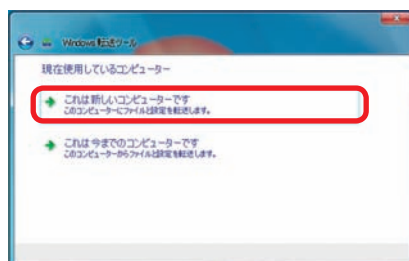 Windows 転送ツール
現在使用しているコンピューター
これは新しいコンピューターです
このコンピューターにファイルと設定を転送します。
これは今までのコンピューターです
このコンピューターからファイルと設定を転送します。